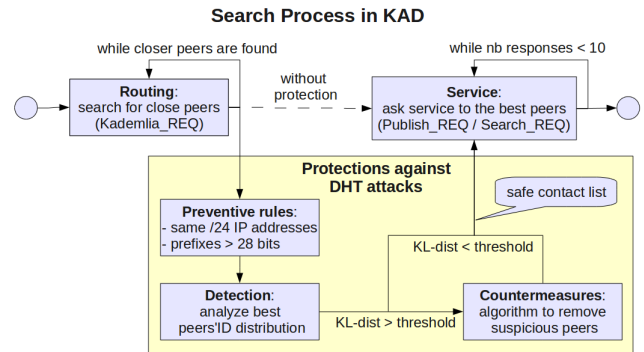 Search Process in KAD
while closer peers are found
while nb responses < 10
Routing:
search for close peers
(Kademlia_REQ)
without
protection
Service:
ask service to the best peers
(Publish_REQ / Search_REQ)
Protections against
DHT attacks
safe contact list
Preventive rules:
- same /24 IP addresses
- prefixes > 28 bits
KL-dist < threshold
Detection:
analyze best
peers'ID distribution
KL-dist > threshold
Countermeasures:
algorithm to remove
suspicious peers